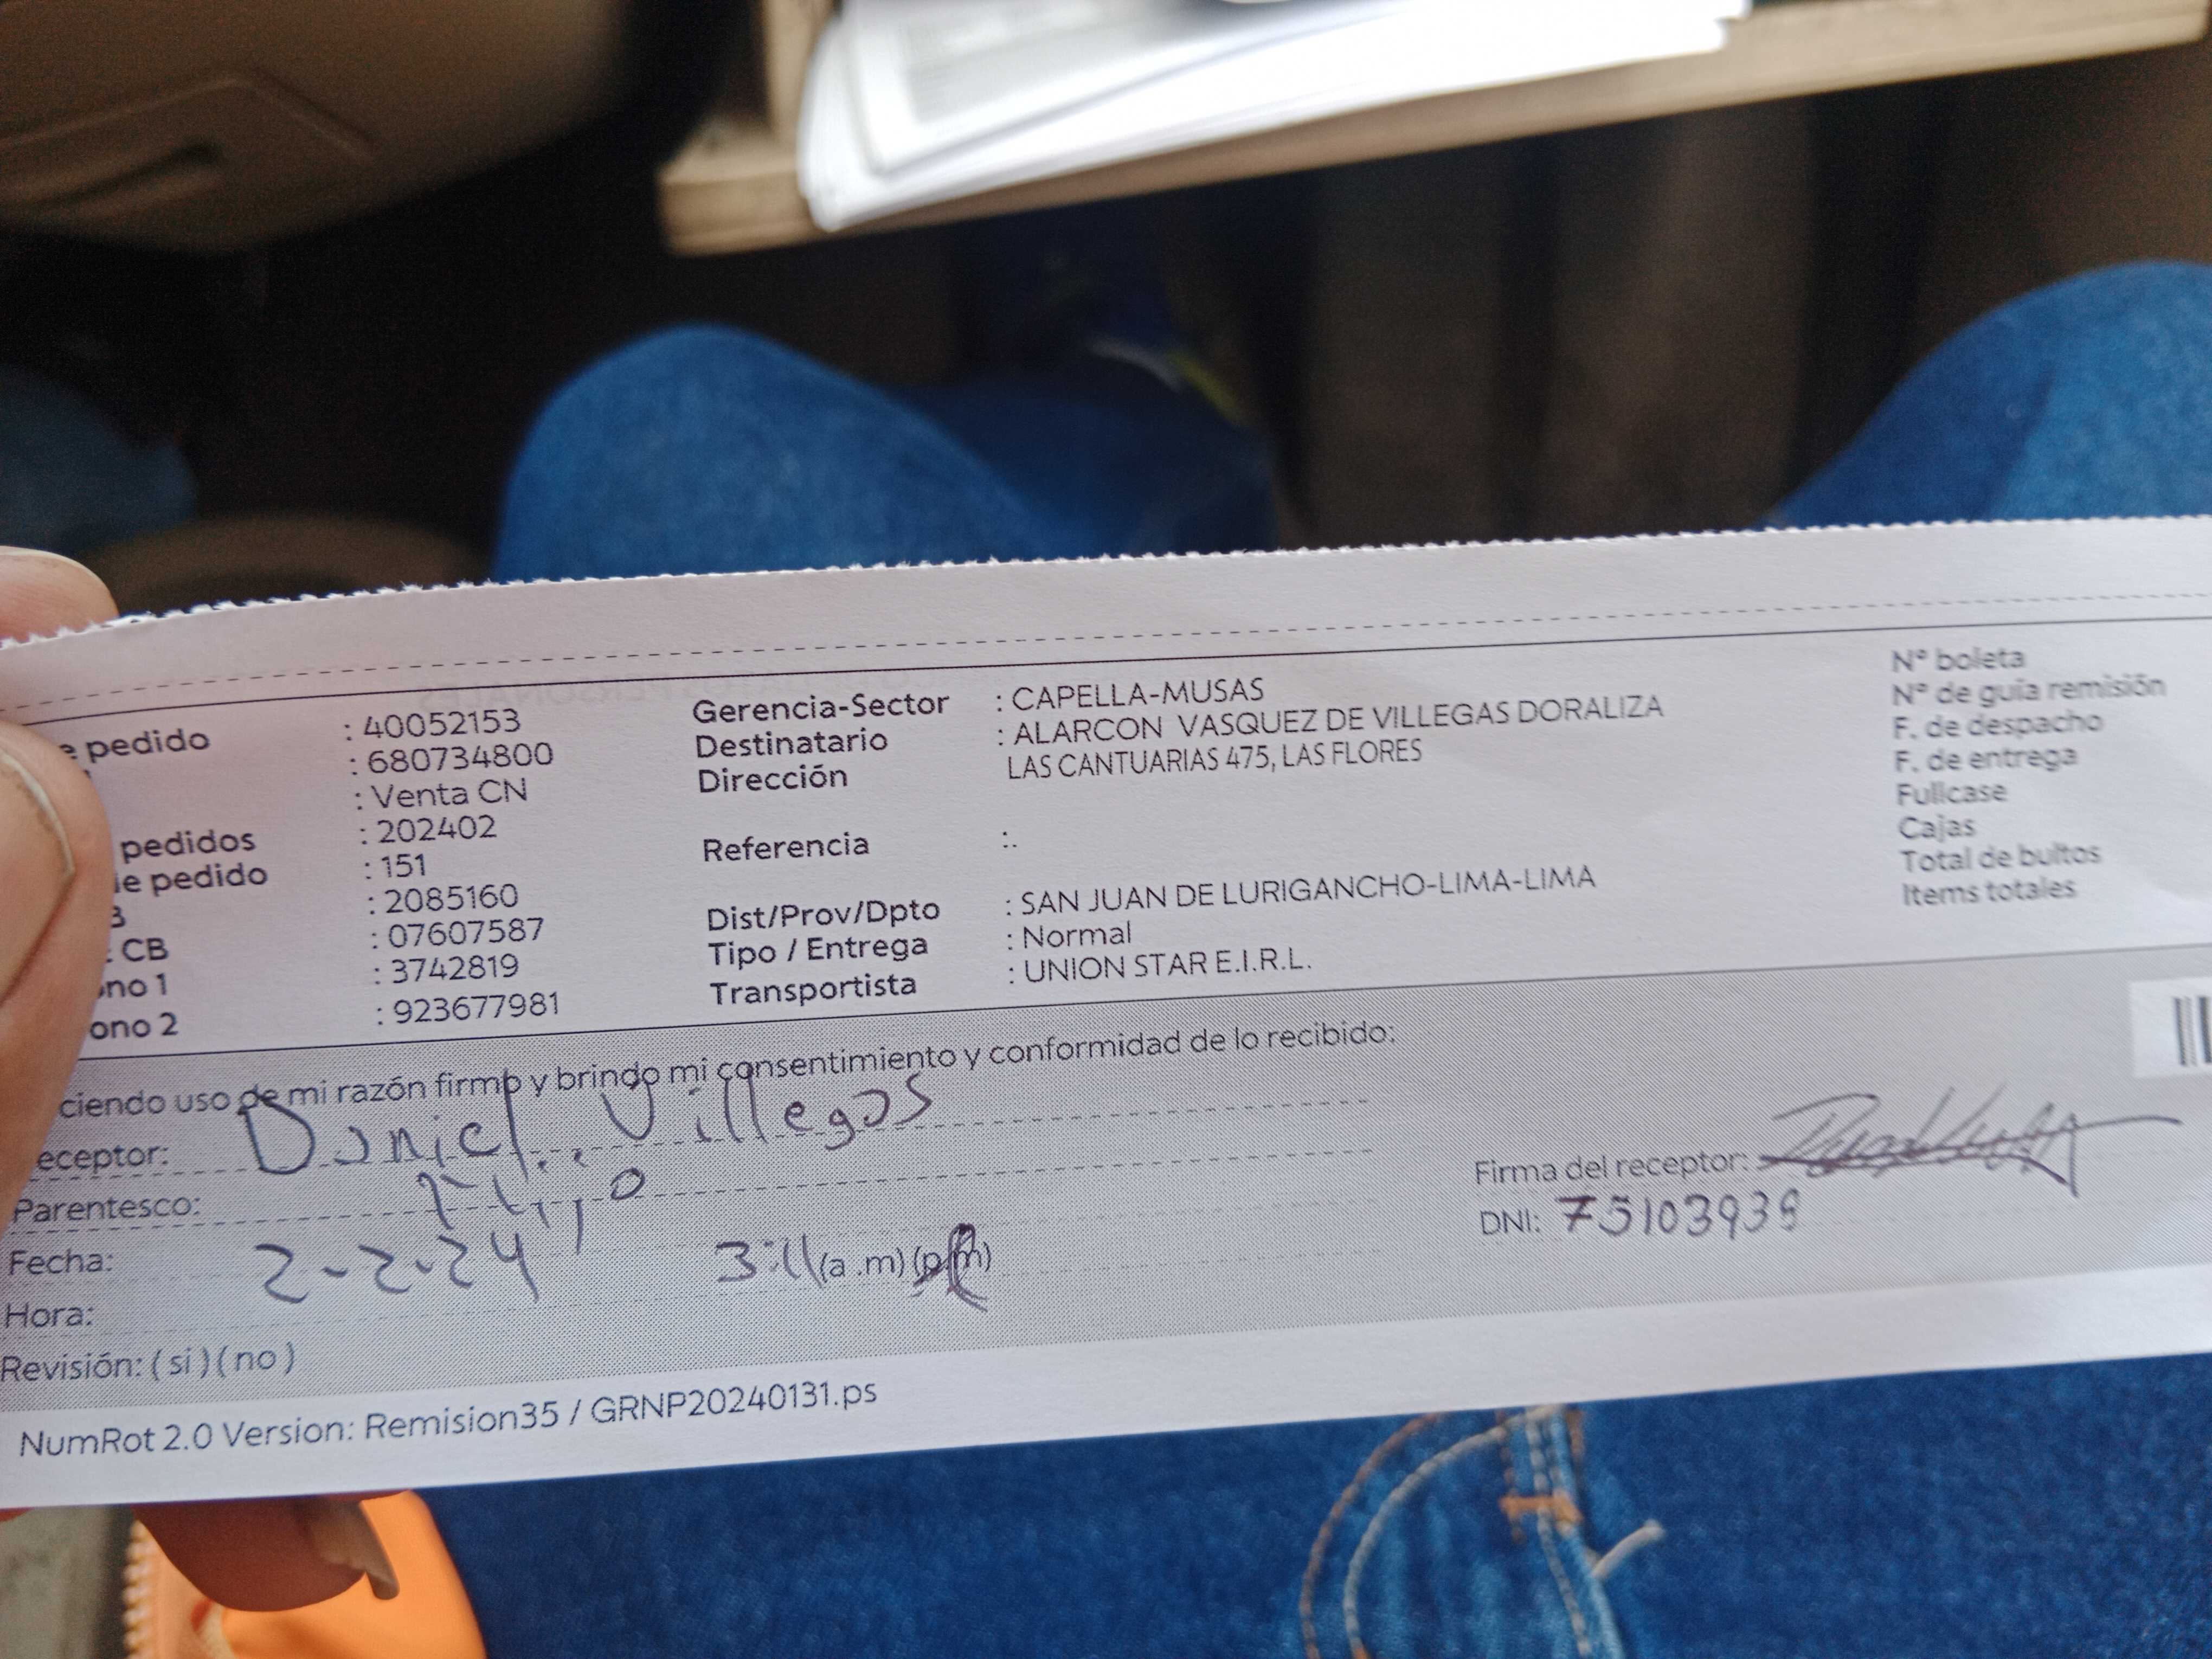 e pedido : 40052153
: 680734800
: Venta CN
pedidos : 202402
de pedido : 151
B : 2085160
: CB : 07607587
ono 1 : 3742819
ono 2 : 923677981
Gerencia-Sector : CAPELLA-MUSAS
Destinatario : ALARCON VASQUEZ DE VILLEGAS DORALIZA
Dirección LAS CANTUARIAS 475, LAS FLORES
Referencia :.
Dist/Prov/Dpto : SAN JUAN DE LURIGANCHO-LIMA-LIMA
Tipo / Entrega : Normal
Transportista : UNION STAR E.I.R.L.
N° boleta
N° de guía remisión
F. de despacho
F. de entrega
Fullcase
Cajas
Total de bultos
Items totales
ciendo uso de mi razón firmo y brindo mi consentimiento y conformidad de lo recibido:
eceptor: Daniel Villegas
Parentesco: Hijo
Fecha: 2-2-24 3:11 (a .m) (p.m)
Hora:
Revisión: ( si ) ( no )
Firma del receptor:
DNI: 75103939
NumRot 2.0 Version: Remision35 / GRNP20240131.ps